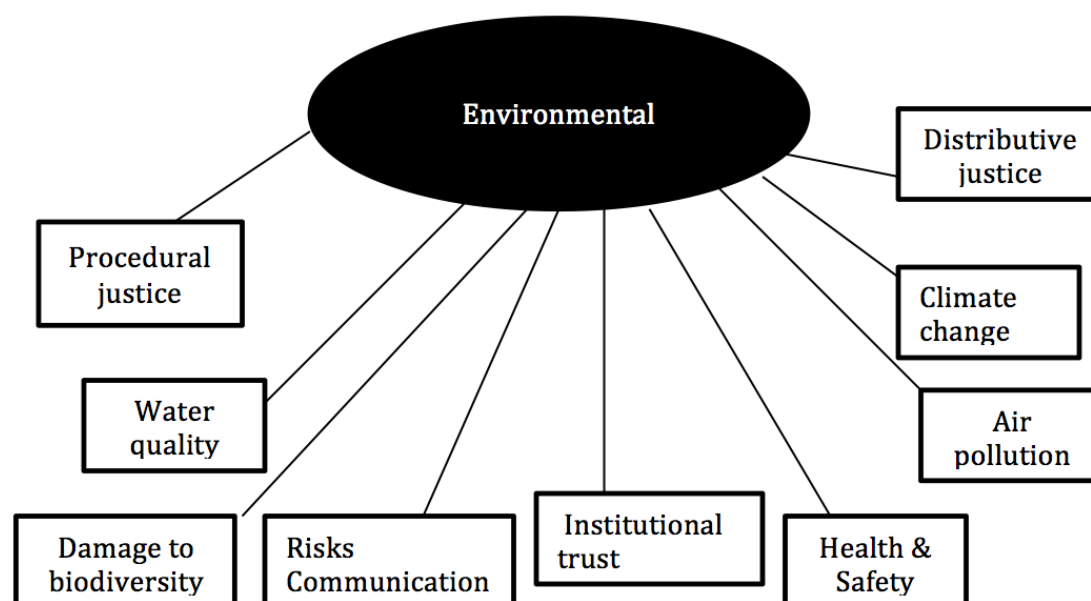 Environmental
Distributive
justice
Procedural
justice
Climate
change
Water
quality
Air
pollution
Damage to
biodiversity
Risks
Communication
Institutional
trust
Health &
Safety